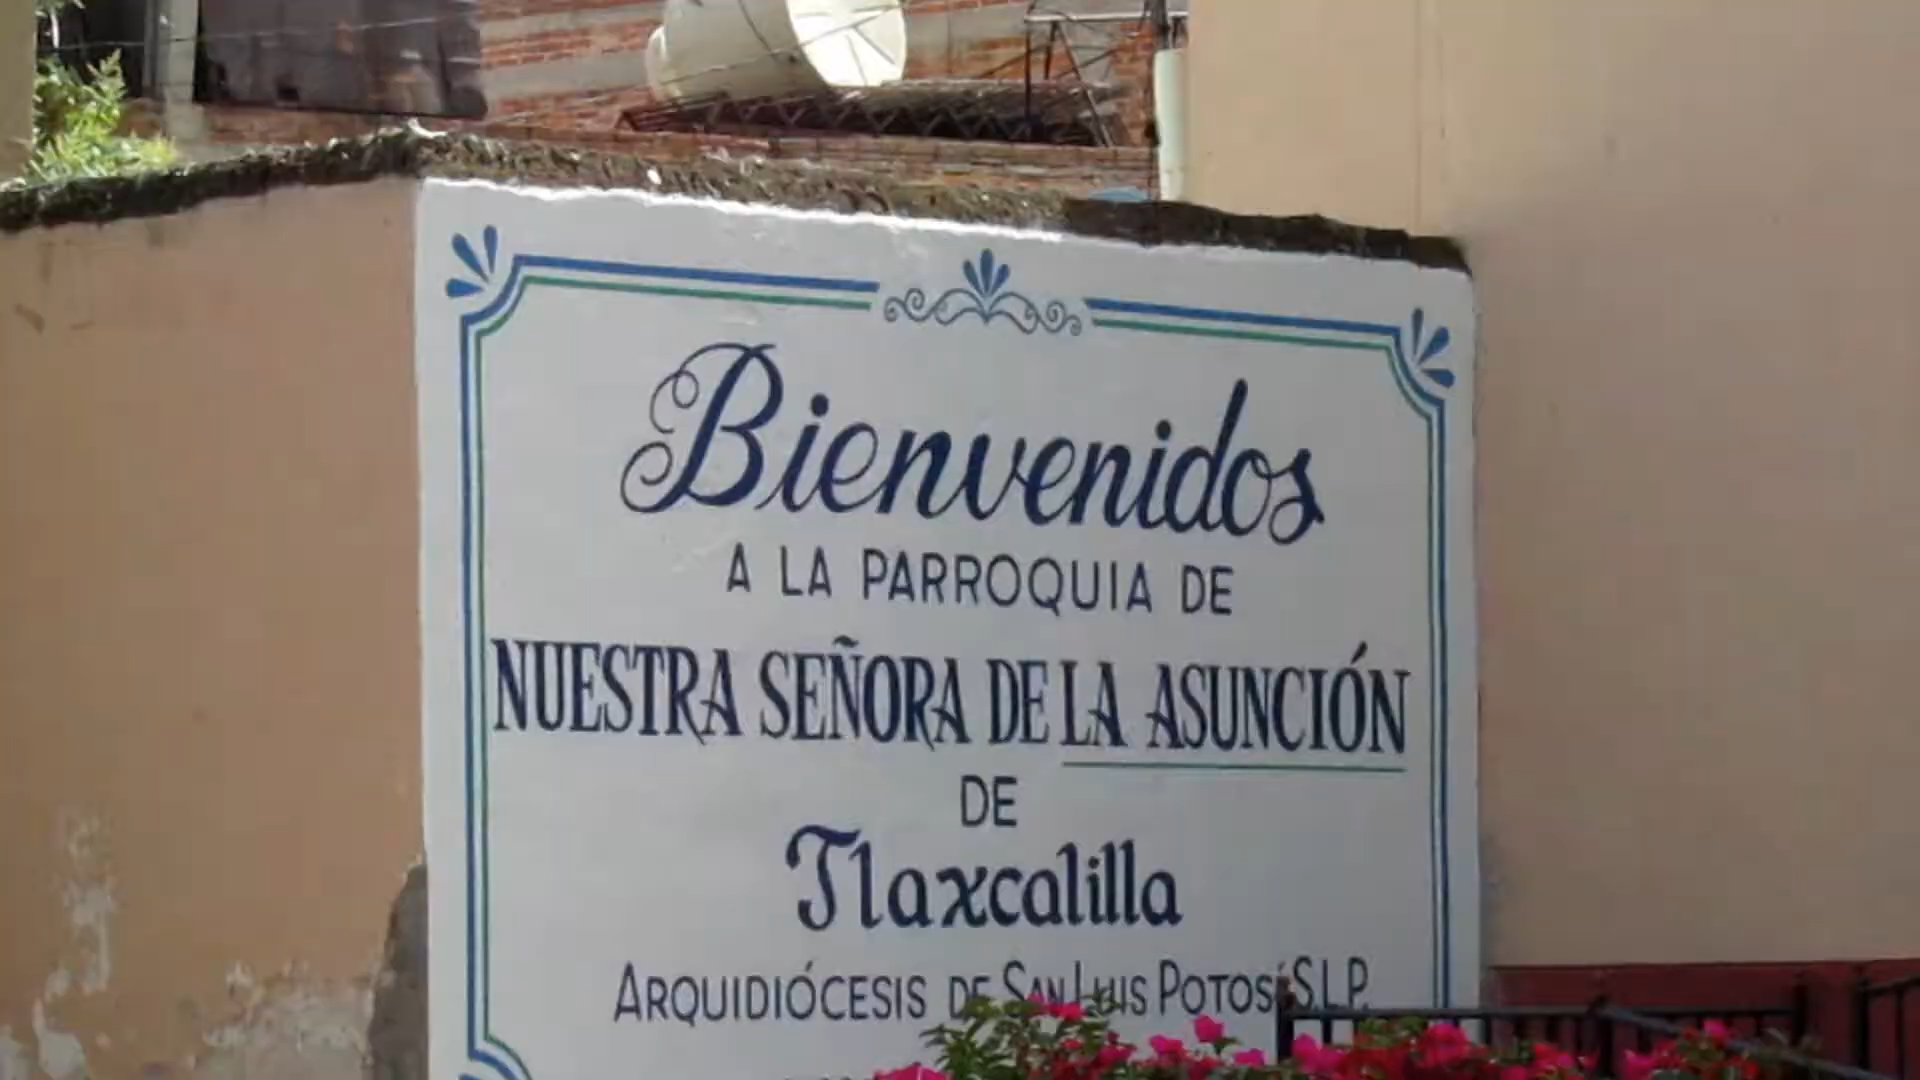 Bienvenidos
A LA PARROQUIA DE
NUESTRA SEÑORA DE LA ASUNCIÓN
DE
Tlaxcalilla
ARQUIDIÓCESIS DE SAN LUIS POTOSÍ S.L.P.